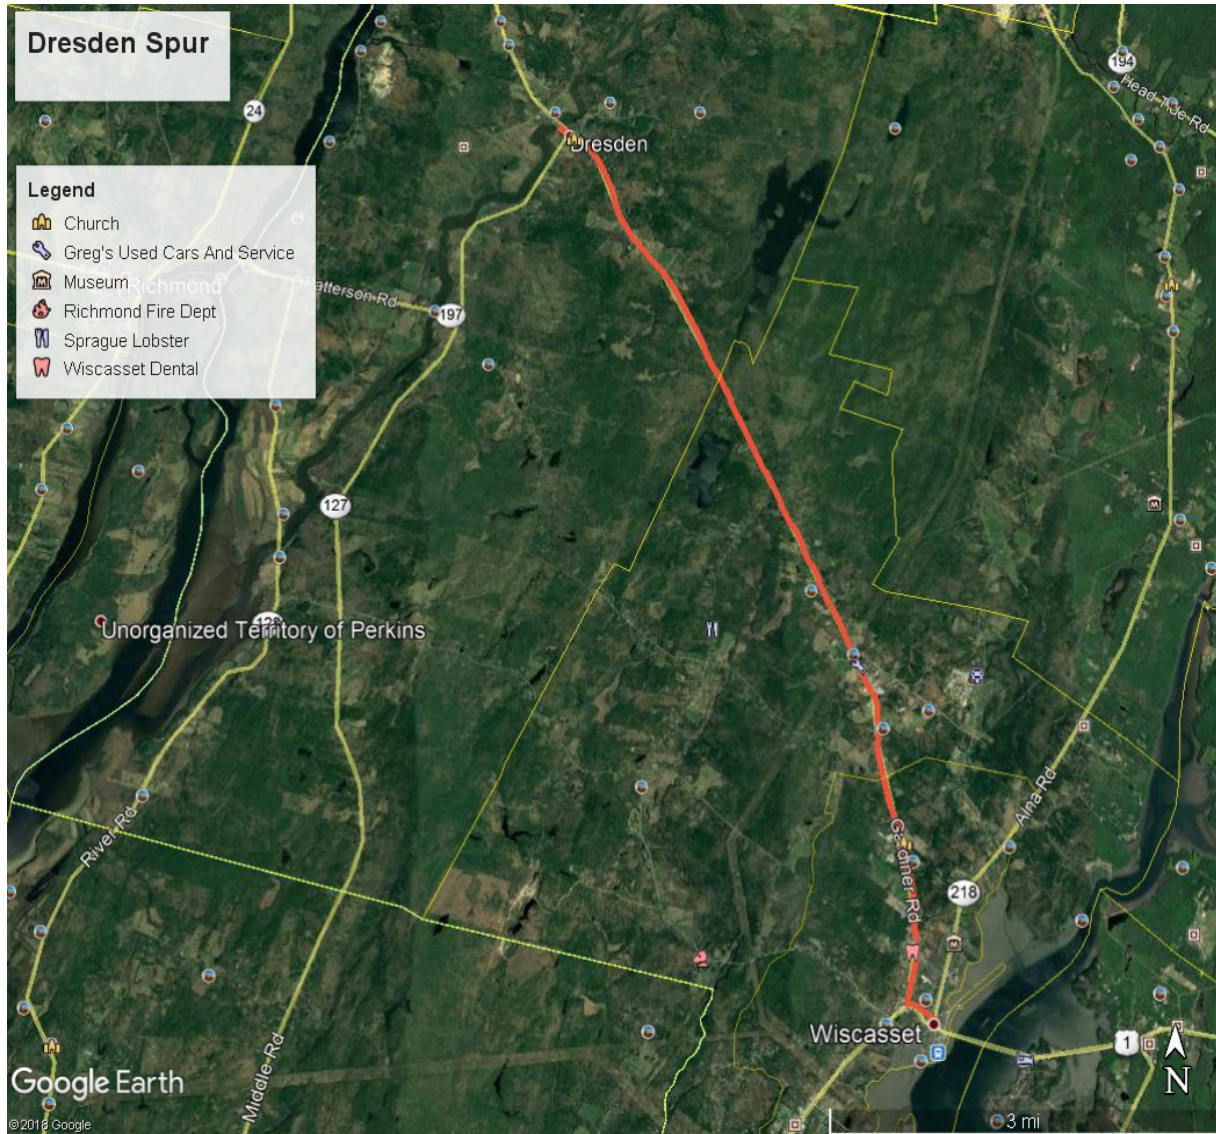 Dresden Spur
Legend
Church
Greg's Used Cars And Service
Museum
Richmond Fire Dept
Sprague Lobster
Wiscasset Dental
24
194
Head Tide Rd
Dresden
Richmond
Patterson Rd
197
127
128
Unorganized Territory of Perkins
River Rd
Alna Rd
Gardiner Rd
218
Wiscasset
1
Middle Rd
Google Earth
N
©2018 Google
3 mi